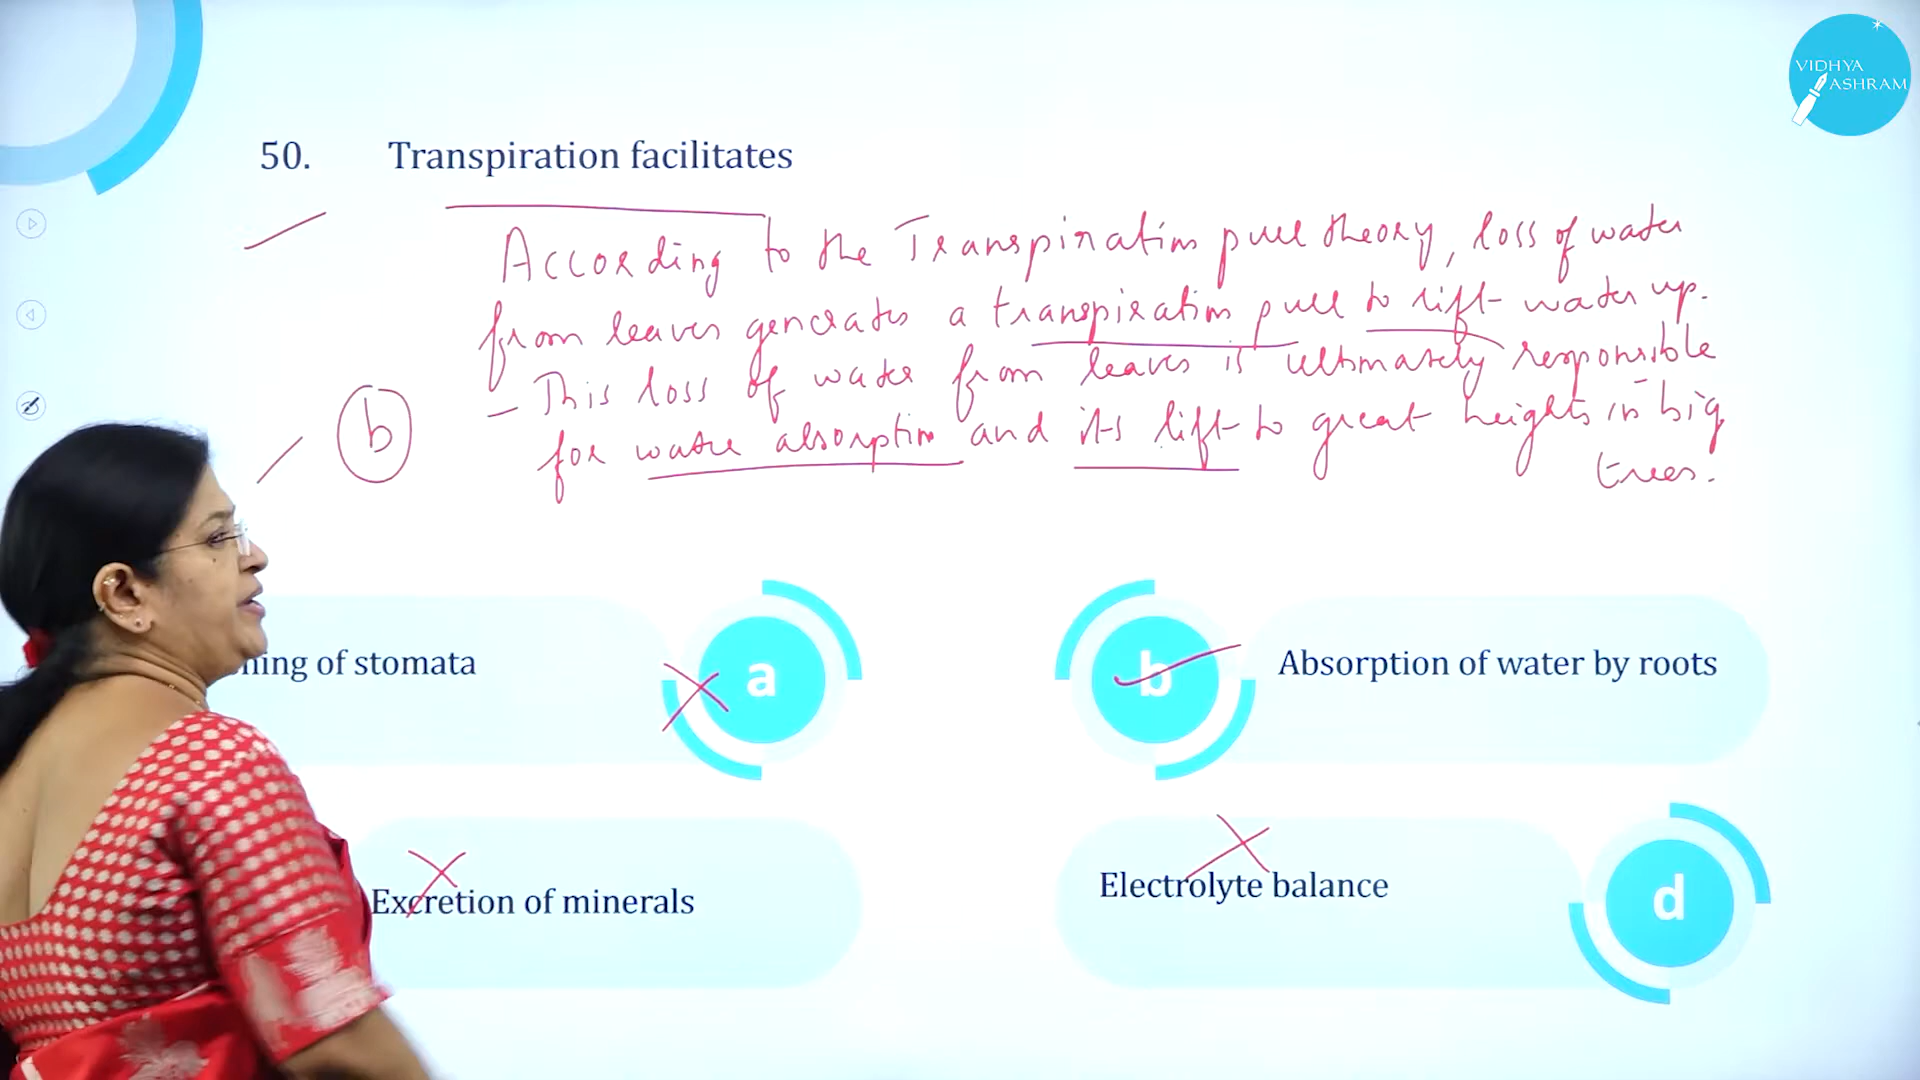 VIDHYA
ASHRAM
50. Transpiration facilitates
According to the Transpiration pull theory, loss of water
from leaves generates a transpiration pull to lift water up.
- This loss of water from leaves is ultimately responsible
for water absorption and its lift to great heights in big
trees.
b
ning of stomata
a
b
Absorption of water by roots
Excretion of minerals
Electrolyte balance
d